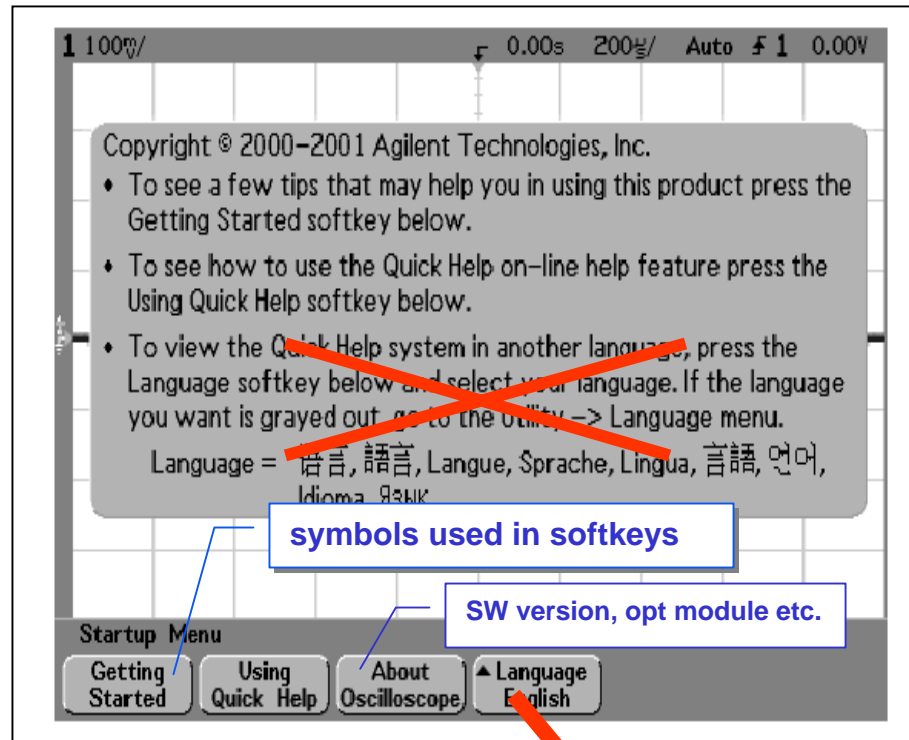 1 100mV/ 0.00s 200us/ Auto 1 0.00V
Copyright © 2000-2001 Agilent Technologies, Inc.
• To see a few tips that may help you in using this product press the
Getting Started softkey below.
• To see how to use the Quick Help on-line help feature press the
Using Quick Help softkey below.
• To view the Quick Help system in another language, press the
Language softkey below and select your language. If the language
you want is grayed out, go to the Utility -> Language menu.
Language = 语言, 語言, Langue, Sprache, Lingua, 言語, 언어,
Idioma, Язык
symbols used in softkeys
SW version, opt module etc.
Startup Menu
Getting Started
Using Quick Help
About Oscilloscope
Language English